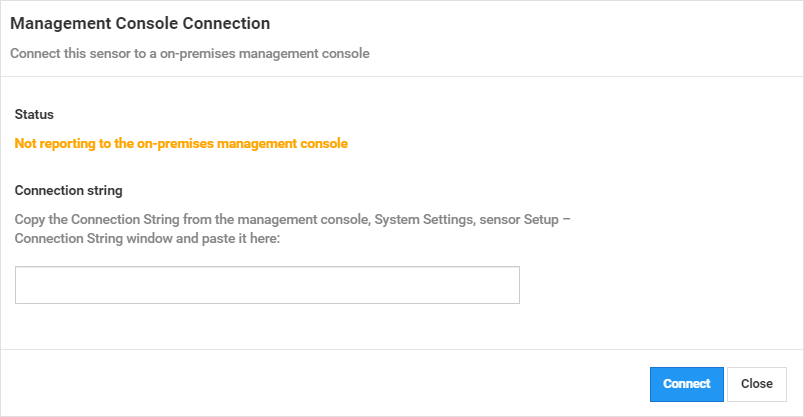 Management Console Connection
Connect this sensor to a on-premises management console
Status
Not reporting to the on-premises management console
Connection string
Copy the Connection String from the management console, System Settings, sensor Setup –
Connection String window and paste it here:
Connect Close